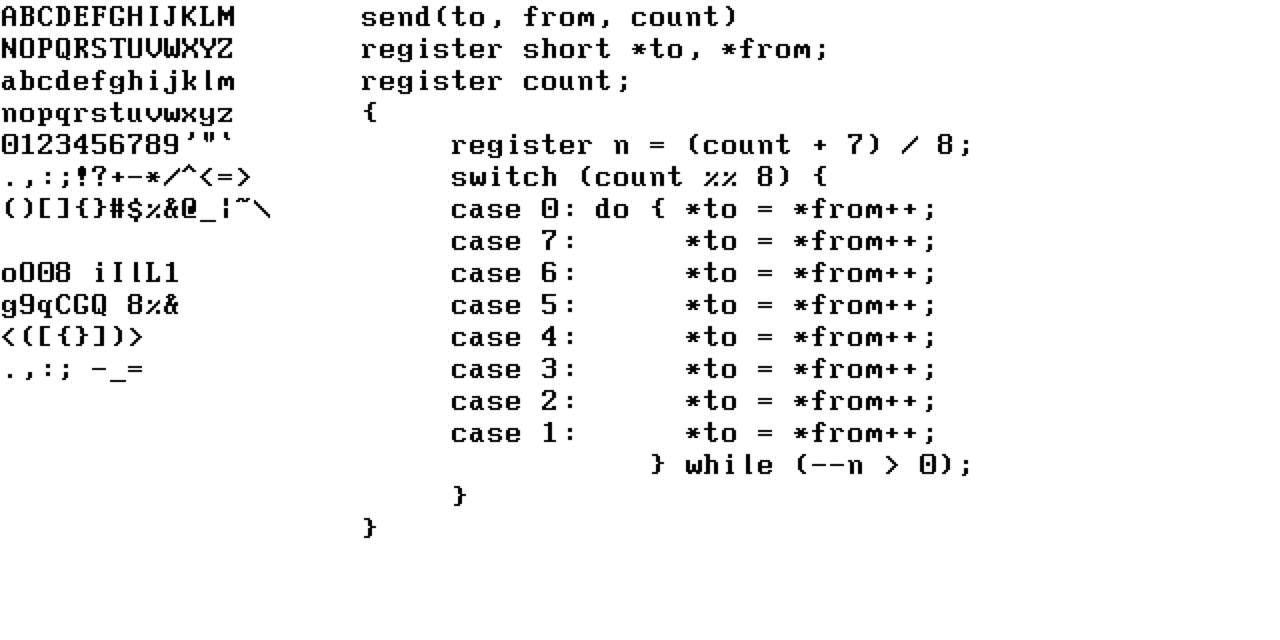 ABCDEFGHIJKLM
NOPQRSTUVWXYZ
abcdefghijklm
nopqrstuvwxyz
0123456789'"`
.,:;!?+-*/^<=>
()[]{}#$%&@_|~\
oO08 iIlL1
g9qCGQ 8%&
<([{}])>
.,:; -_=
send(to, from, count)
register short *to, *from;
register count;
{
     register n = (count + 7) / 8;
     switch (count %% 8) {
     case 0: do { *to = *from++;
     case 7:      *to = *from++;
     case 6:      *to = *from++;
     case 5:      *to = *from++;
     case 4:      *to = *from++;
     case 3:      *to = *from++;
     case 2:      *to = *from++;
     case 1:      *to = *from++;
                } while (--n > 0);
     }
}